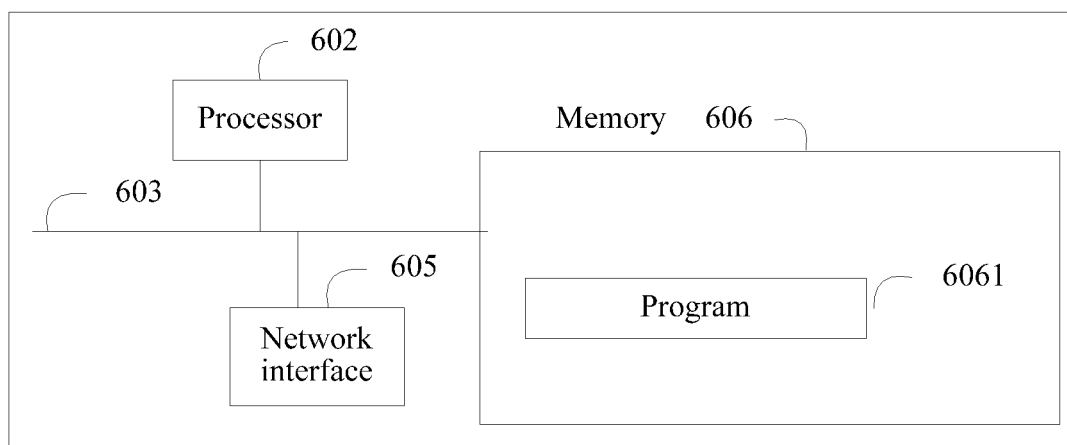 602
Processor
Memory 606
603
605
6061
Program
Network
interface